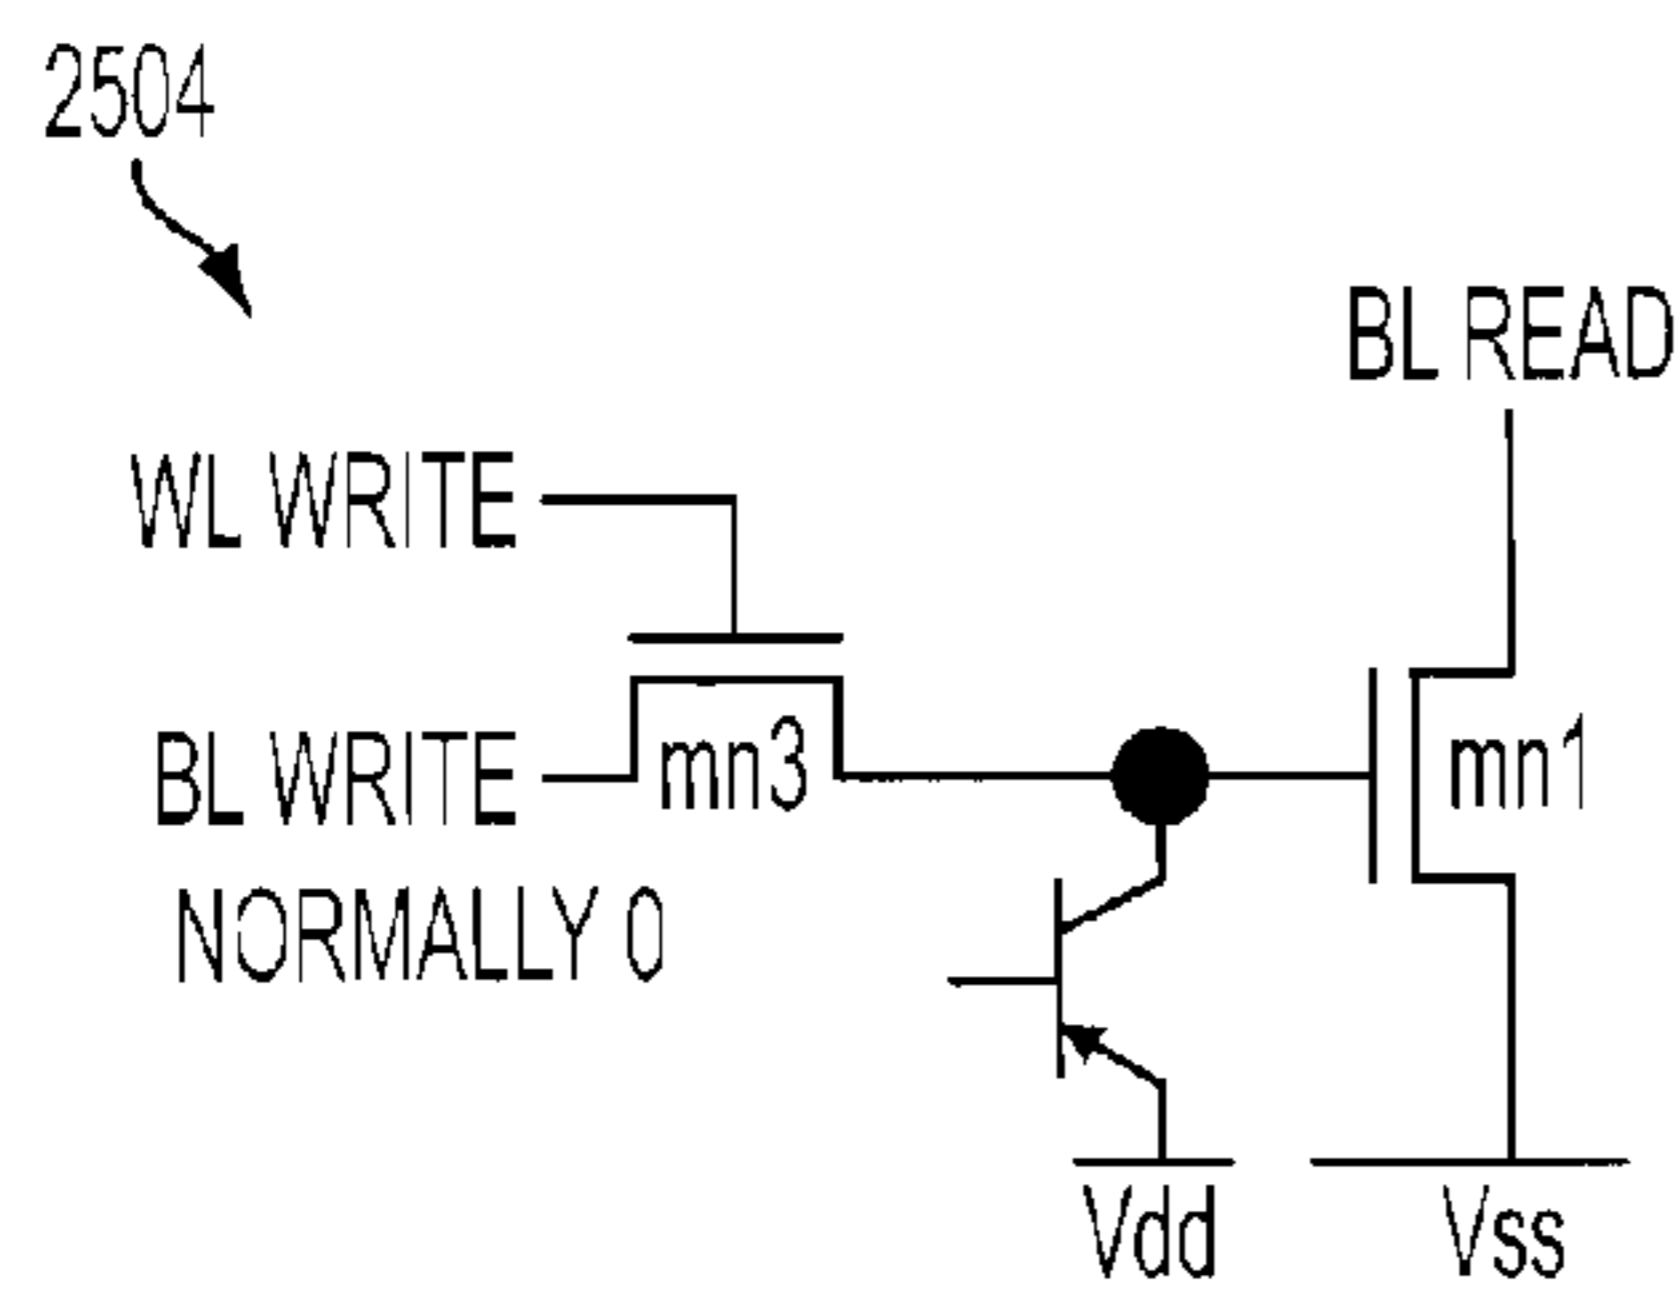 2504
BL READ
WL WRITE
BL WRITE
NORMALLY 0
mn3
mn1
Vdd
Vss